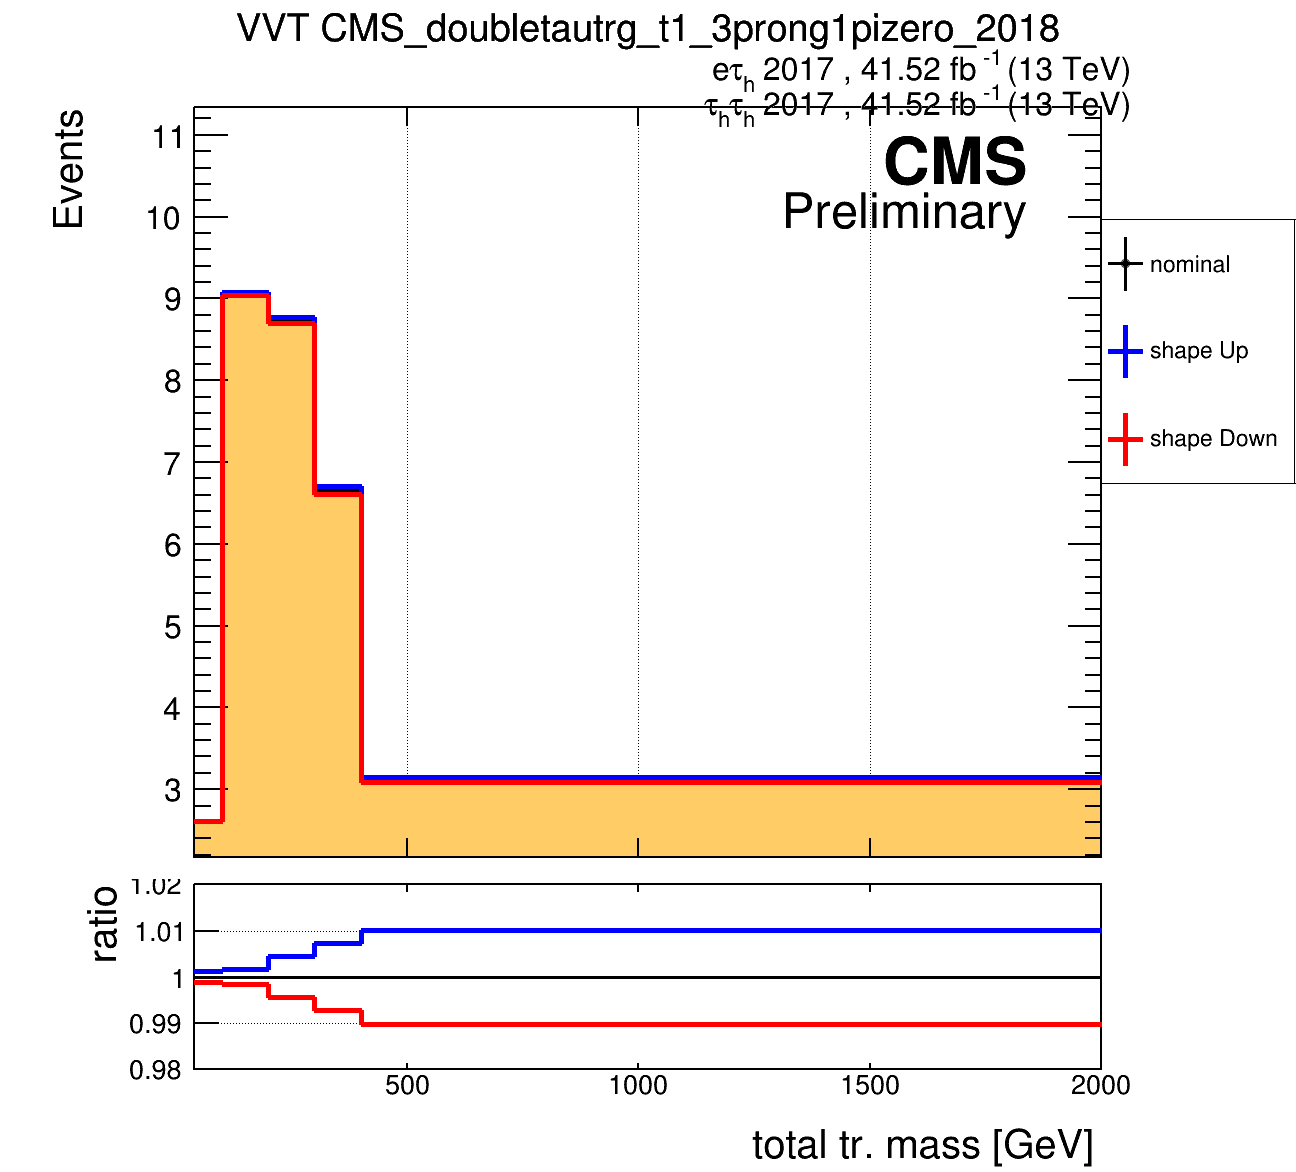 VVT CMS_doubletautrg_t1_3prong1pizero_2018
eτh 2017 , 41.52 fb-1 (13 TeV)
τhτh 2017 , 41.52 fb-1 (13 TeV)
Events
11
CMS
Preliminary
10
nominal
9
shape Up
8
shape Down
7
6
5
4
3
ratio
1.02
1.01
1
0.99
0.98
500 1000 1500 2000
total tr. mass [GeV]